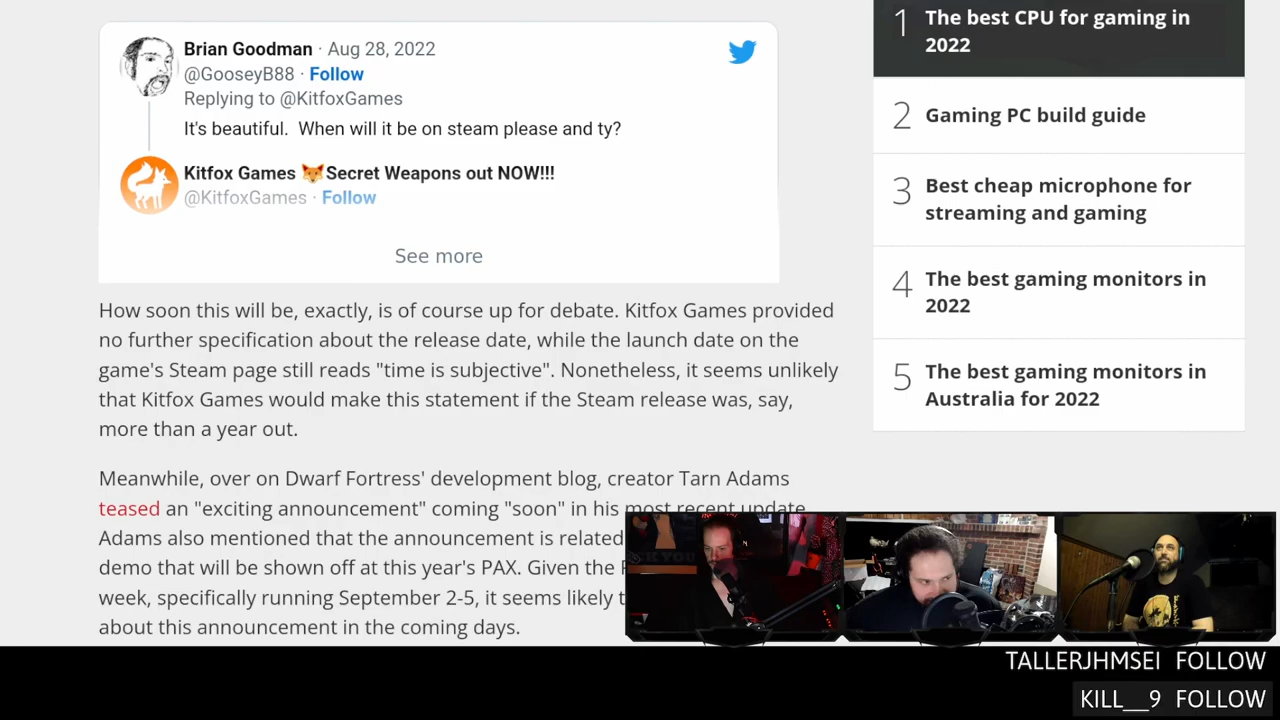 Brian Goodman · Aug 28, 2022
@GooseyB88 · Follow
Replying to @KitfoxGames
It's beautiful. When will it be on steam please and ty?
Kitfox Games 🦊Secret Weapons out NOW!!!
@KitfoxGames · Follow
See more
How soon this will be, exactly, is of course up for debate. Kitfox Games provided
no further specification about the release date, while the launch date on the
game's Steam page still reads "time is subjective". Nonetheless, it seems unlikely
that Kitfox Games would make this statement if the Steam release was, say,
more than a year out.
Meanwhile, over on Dwarf Fortress' development blog, creator Tarn Adams
teased an "exciting announcement" coming "soon" in his most recent update
Adams also mentioned that the announcement is related
demo that will be shown off at this year's PAX. Given the
week, specifically running September 2-5, it seems likely
about this announcement in the coming days.
1 The best CPU for gaming in
2022
2 Gaming PC build guide
3 Best cheap microphone for
streaming and gaming
4 The best gaming monitors in
2022
5 The best gaming monitors in
Australia for 2022
TALLERJHMSEI FOLLOW
KILL__9 FOLLOW